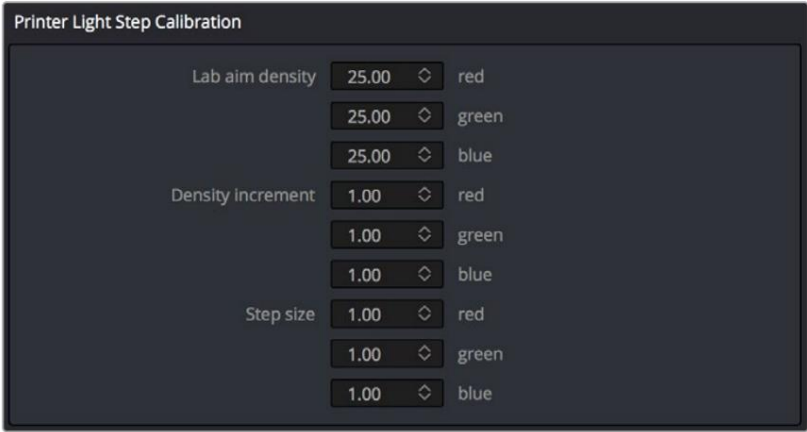 Printer Light Step Calibration
Lab aim density 25.00 red
25.00 green
25.00 blue
Density increment 1.00 red
1.00 green
1.00 blue
Step size 1.00 red
1.00 green
1.00 blue